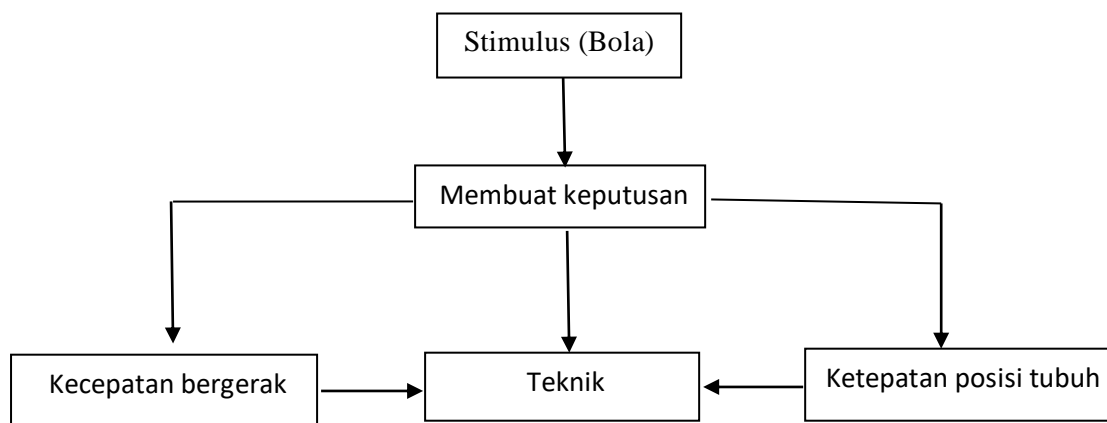 Stimulus (Bola)
Membuat keputusan
Kecepatan bergerak
Teknik
Ketepatan posisi tubuh